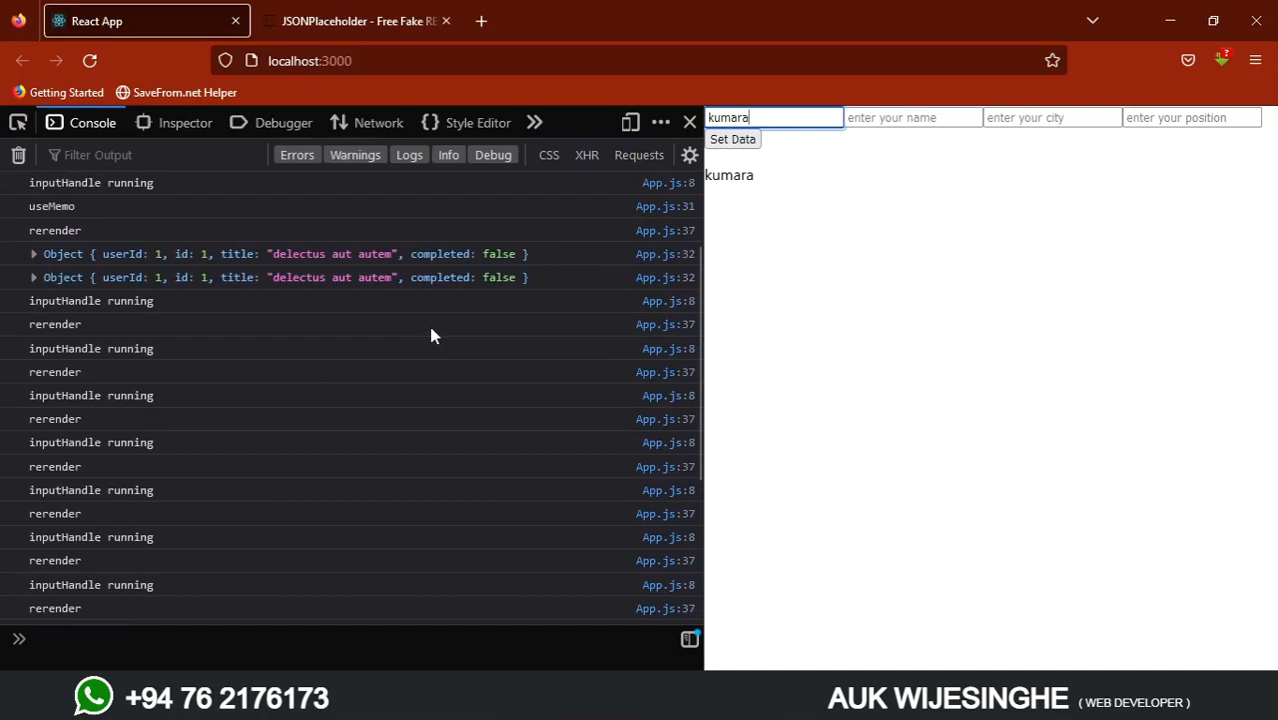 React App
JSONPlaceholder - Free Fake RE
localhost:3000
Getting Started
SaveFrom.net Helper
Console
Inspector
Debugger
Network
Style Editor
Filter Output
Errors
Warnings
Logs
Info
Debug
CSS
XHR
Requests
inputHandle running App.js:8
useMemo App.js:31
rerender App.js:37
Object { userId: 1, id: 1, title: "delectus aut autem", completed: false } App.js:32
Object { userId: 1, id: 1, title: "delectus aut autem", completed: false } App.js:32
inputHandle running App.js:8
rerender App.js:37
inputHandle running App.js:8
rerender App.js:37
inputHandle running App.js:8
rerender App.js:37
inputHandle running App.js:8
rerender App.js:37
inputHandle running App.js:8
rerender App.js:37
inputHandle running App.js:8
rerender App.js:37
inputHandle running App.js:8
rerender App.js:37
kumara
enter your name
enter your city
enter your position
Set Data
kumara
+94 76 2176173
AUK WIJESINGHE ( WEB DEVELOPER )